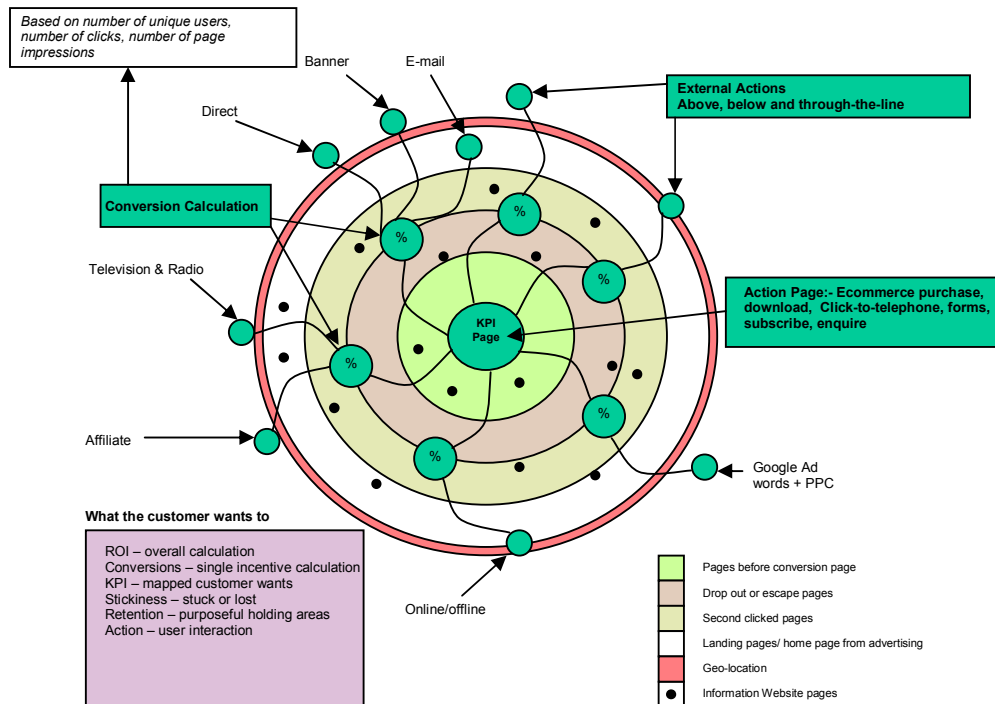 Based on number of unique users,
number of clicks, number of page
impressions
Banner
E-mail
External Actions
Above, below and through-the-line
Direct
Conversion Calculation
%
%
%
Television & Radio
KPI
Page
Action Page:- Ecommerce purchase,
download,  Click-to-telephone, forms,
subscribe, enquire
%
%
%
Affiliate
Google Ad
words + PPC
What the customer wants to
ROI – overall calculation
Conversions – single incentive calculation
KPI – mapped customer wants
Stickiness – stuck or lost
Retention – purposeful holding areas
Action – user interaction
Online/offline
Pages before conversion page
Drop out or escape pages
Second clicked pages
Landing pages/ home page from advertising
Geo-location
Information Website pages